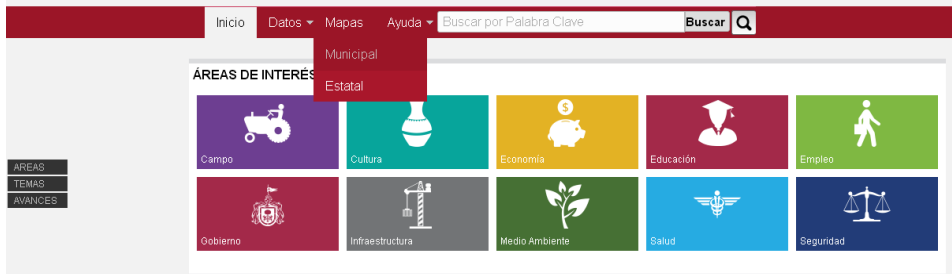 Inicio Datos Mapas Ayuda Buscar por Palabra Clave Buscar
Municipal
Estatal
ÁREAS DE INTERÉS
Campo Cultura Economía Educación Empleo
AREAS
TEMAS
AVANCES
Gobierno Infraestructura Medio Ambiente Salud Seguridad